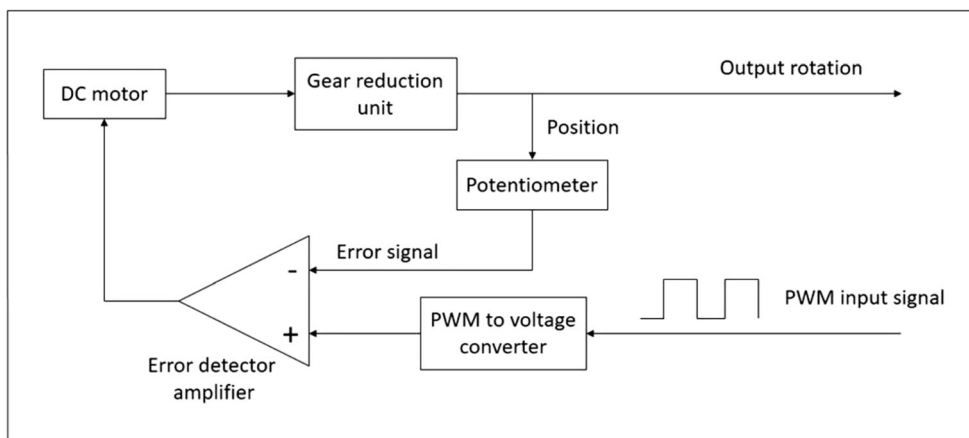 DC motor
Gear reduction
unit
Output rotation
Position
Potentiometer
Error signal
-
+
Error detector
amplifier
PWM to voltage
converter
PWM input signal